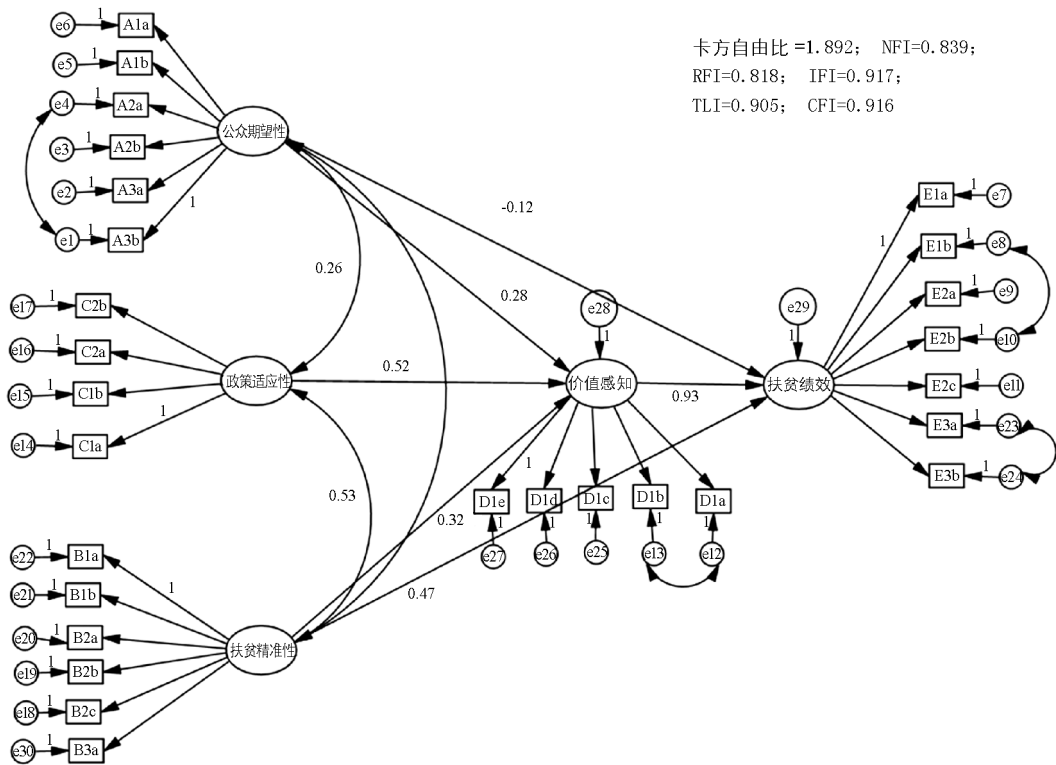 卡方自由比=1.892； NFI=0.839；
RFI=0.818； IFI=0.917；
TLI=0.905； CFI=0.916
e6 1 A1a
e5 1 A1b
e4 1 A2a
e3 1 A2b
e2 1 A3a
e1 1 A3b
1
公众期望性
-0.12
0.26
0.28
E1a 1 e7
1
E1b 1 e8
E2a 1 e9
E2b 1 e10
E2c 1 e11
E3a 1 e23
E3b 1 e24
e28
1
e29
1
e17 1 C2b
e16 1 C2a
e15 1 C1b
e14 1 C1a
1
政策适应性
0.52
价值感知
0.93
扶贫绩效
0.53
1
D1e
D1d
D1c
D1b
D1a
1
1
1
1
1
e27
e26
e25
e13
e12
0.32
0.47
e22 1 B1a
1
e21 1 B1b
e20 1 B2a
e19 1 B2b
e18 1 B2c
e30 1 B3a
扶贫精准性